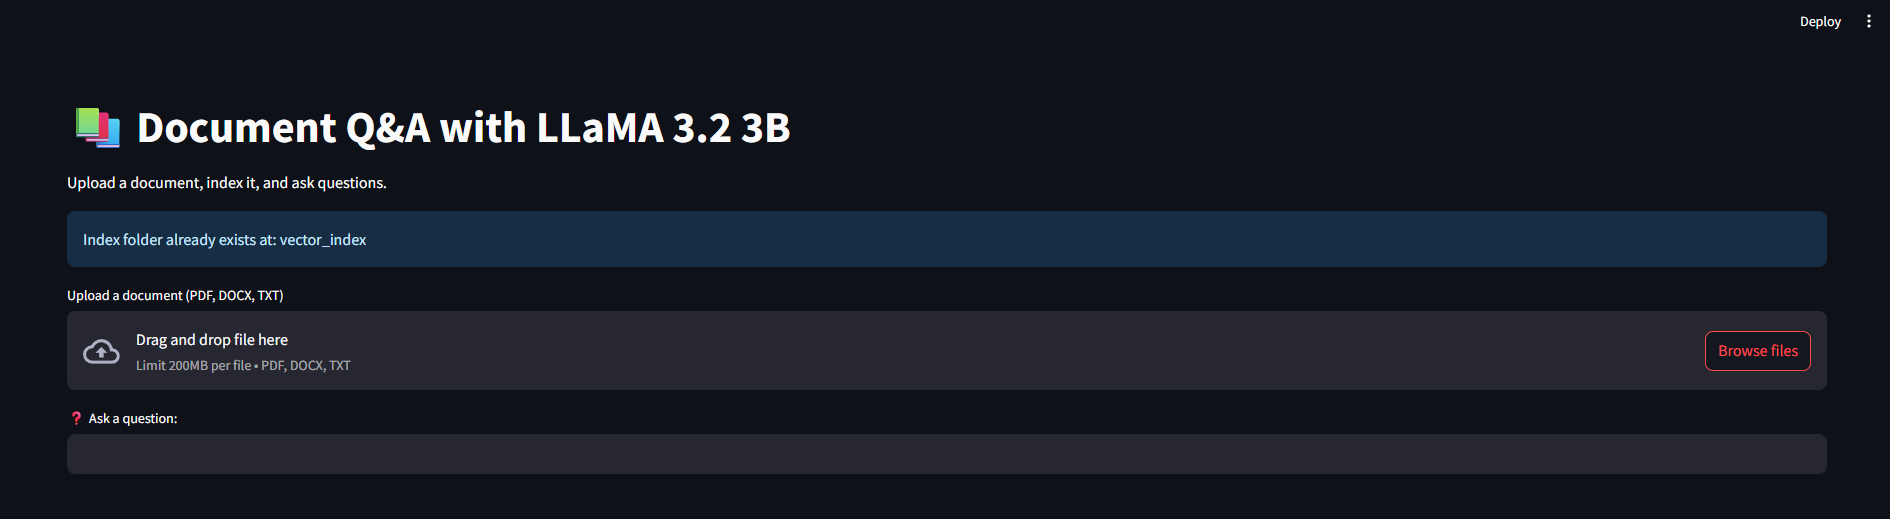 Deploy
Document Q&A with LLaMA 3.2 3B
Upload a document, index it, and ask questions.
Index folder already exists at: vector_index
Upload a document (PDF, DOCX, TXT)
Drag and drop file here
Limit 200MB per file • PDF, DOCX, TXT
Browse files
❓ Ask a question: